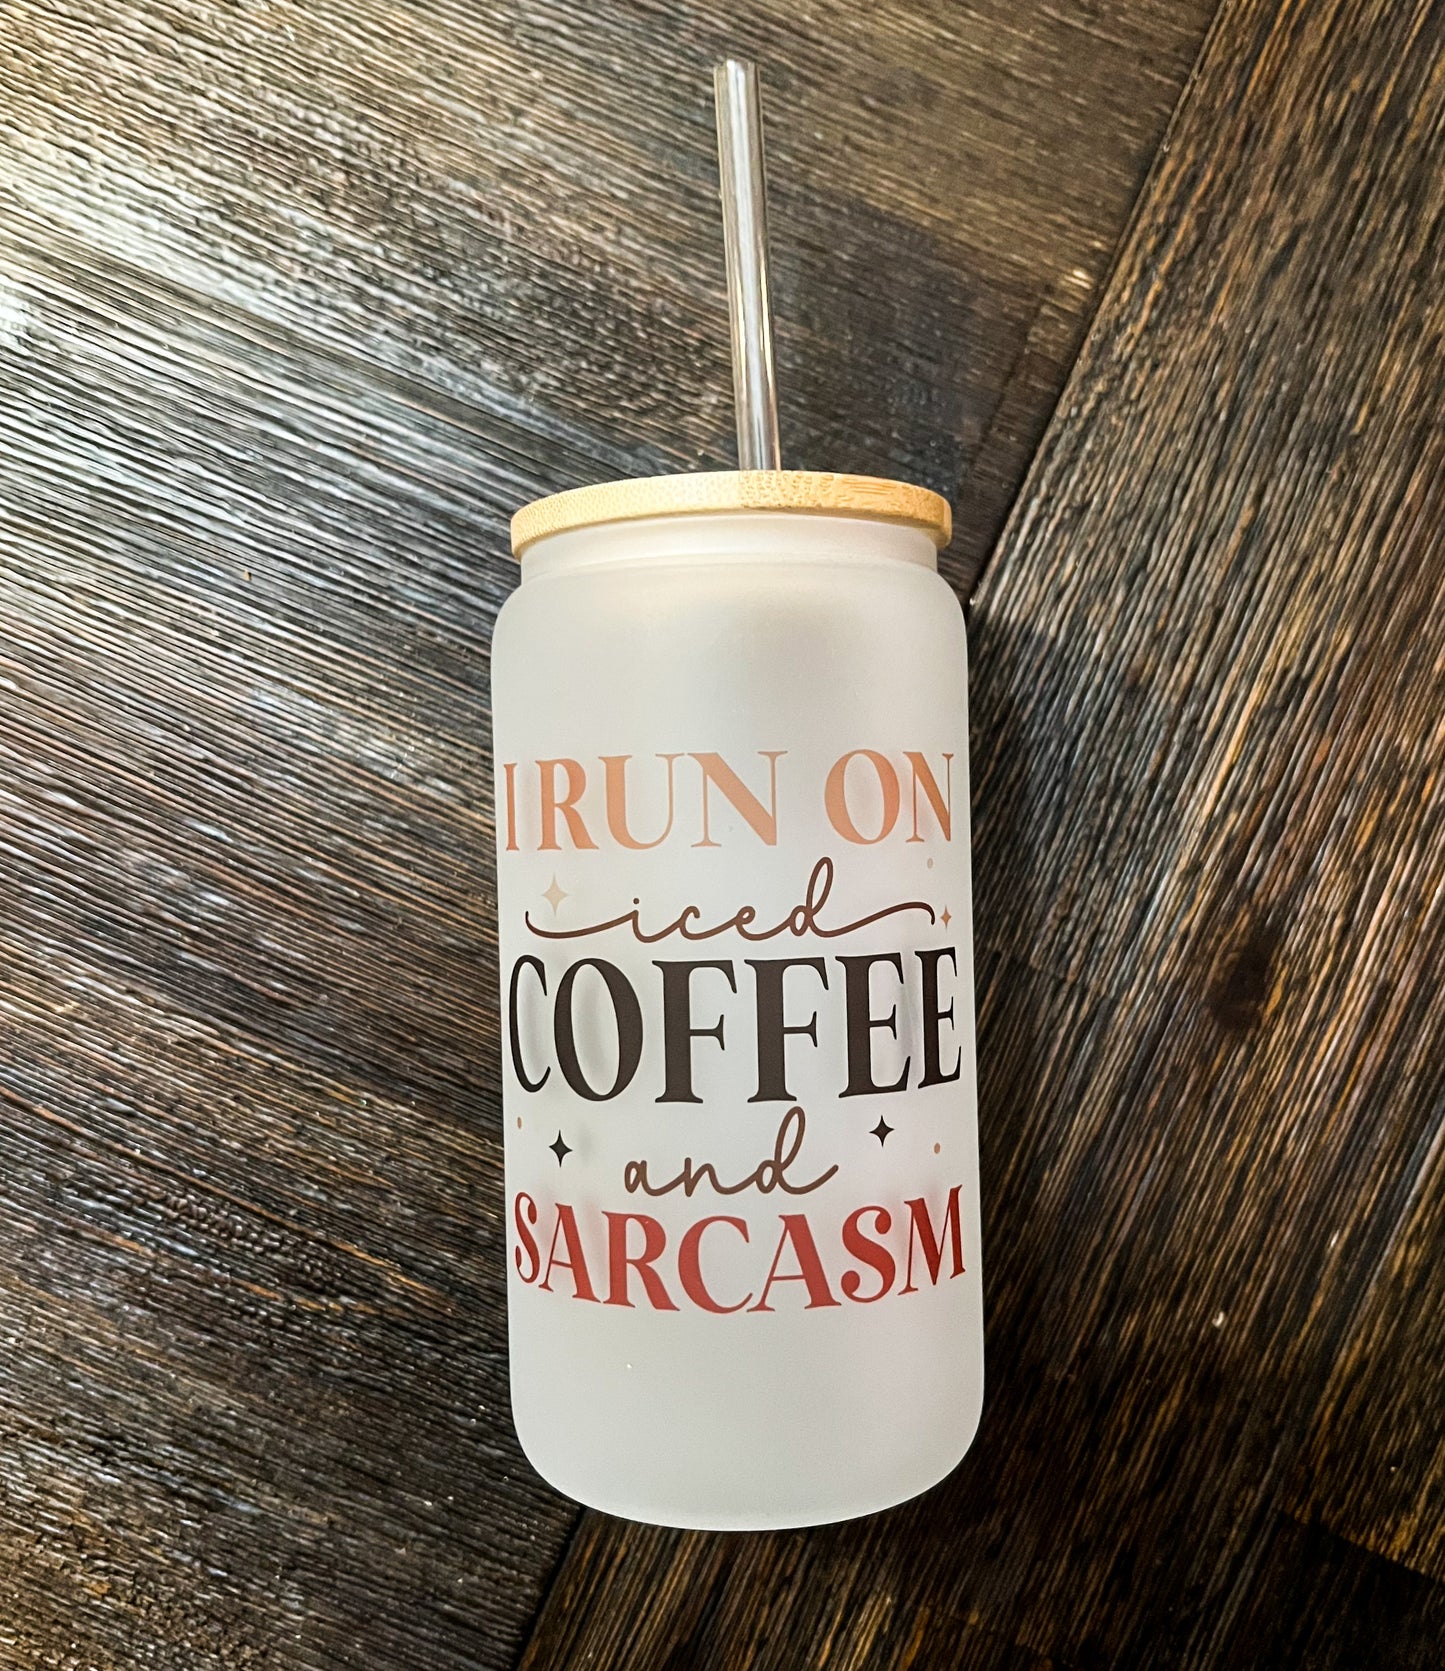 I RUN ON
iced
COFFEE
and
SARCASM